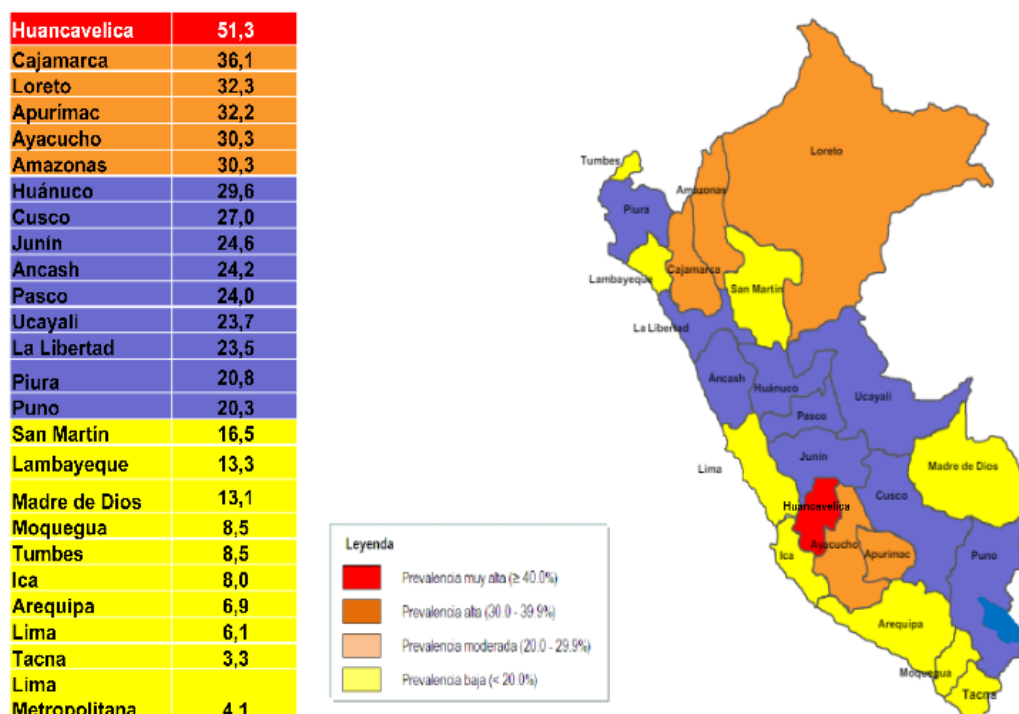 Huancavelica 51,3
Cajamarca 36,1
Loreto 32,3
Apurímac 32,2
Ayacucho 30,3
Amazonas 30,3
Huánuco 29,6
Cusco 27,0
Junín 24,6
Ancash 24,2
Pasco 24,0
Ucayali 23,7
La Libertad 23,5
Piura 20,8
Puno 20,3
San Martín 16,5
Lambayeque 13,3
Madre de Dios 13,1
Moquegua 8,5
Tumbes 8,5
Ica 8,0
Arequipa 6,9
Lima 6,1
Tacna 3,3
Lima
Metropolitana 4,1
Leyenda
Prevalencia muy alta (≥ 40.0%)
Prevalencia alta (30.0 - 39.9%)
Prevalencia moderada (20.0 - 29.9%)
Prevalencia baja (< 20.0%)
Tumbes
Loreto
Amazonas
Piura
Lambayeque
Cajamarca
San Martín
La Libertad
Áncash
Huánuco
Ucayali
Pasco
Lima
Junín
Madre de Dios
Cusco
Huancavelica
Ica
Ayacucho
Apurímac
Puno
Arequipa
Moquegua
Tacna